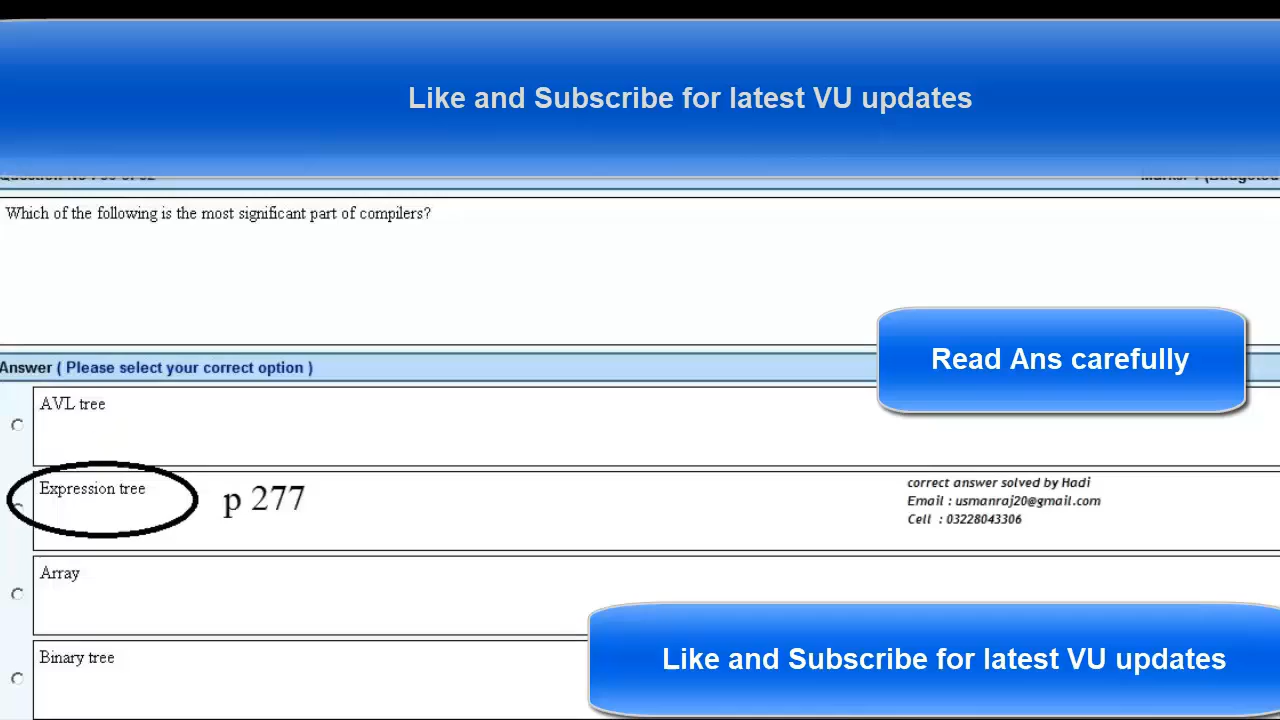 Like and Subscribe for latest VU updates
Which of the following is the most significant part of compilers?
Read Ans carefully
Answer ( Please select your correct option )
AVL tree
Expression tree
p 277
correct answer solved by Hadi
Email : usmanraj20@gmail.com
Cell : 03228043306
Array
Binary tree
Like and Subscribe for latest VU updates